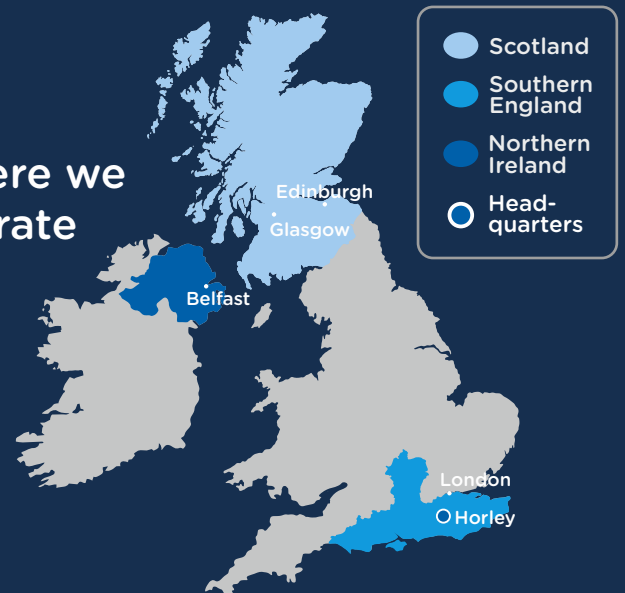 ere we
rate
Scotland
Southern
England
Northern
Ireland
Head-
quarters
Edinburgh
Glasgow
Belfast
London
Horley